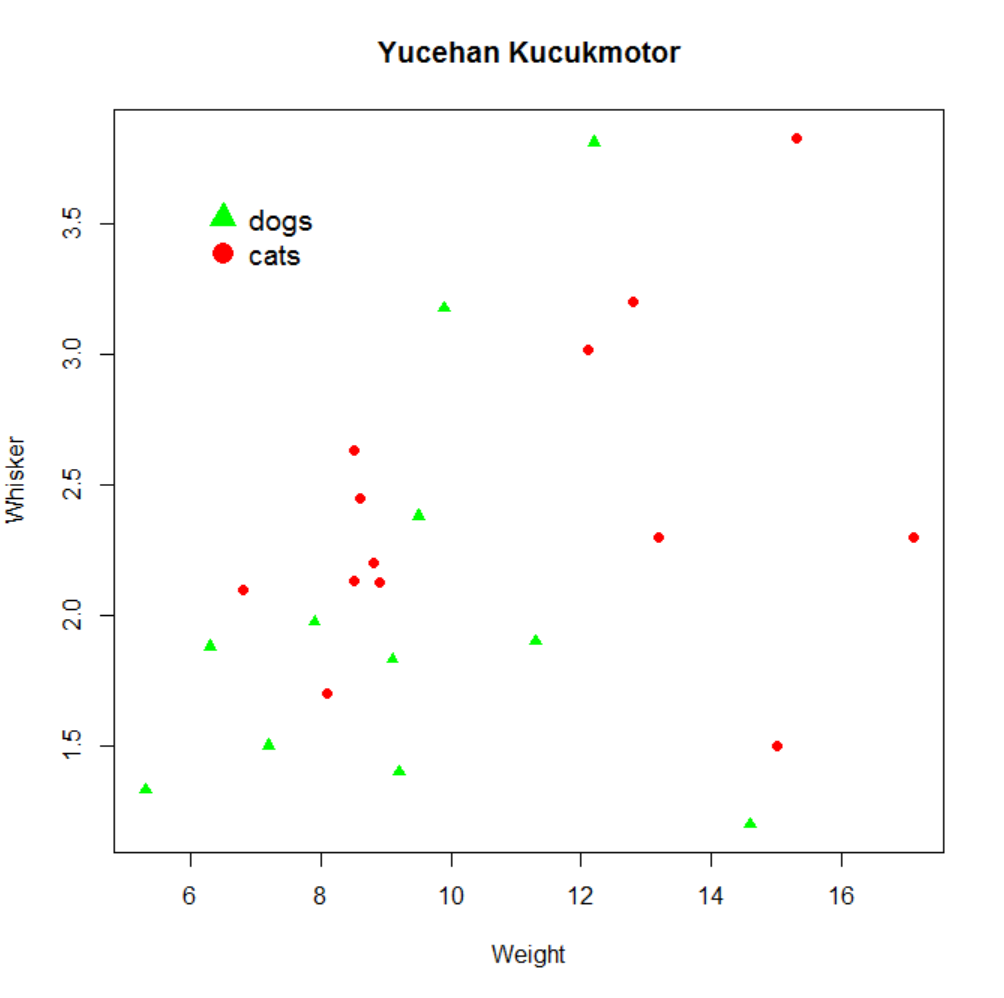 Yucehan Kucukmotor
dogs
cats
3.5
3.0
2.5
2.0
1.5
Whisker
6 8 10 12 14 16
Weight